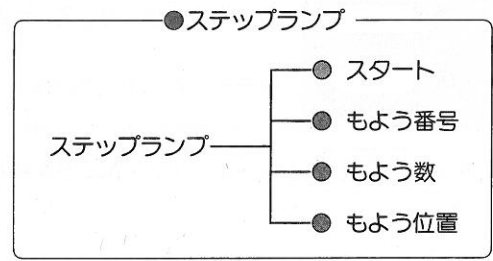 ●ステップランプ
スタート
もよう番号
ステップランプ
もよう数
もよう位置